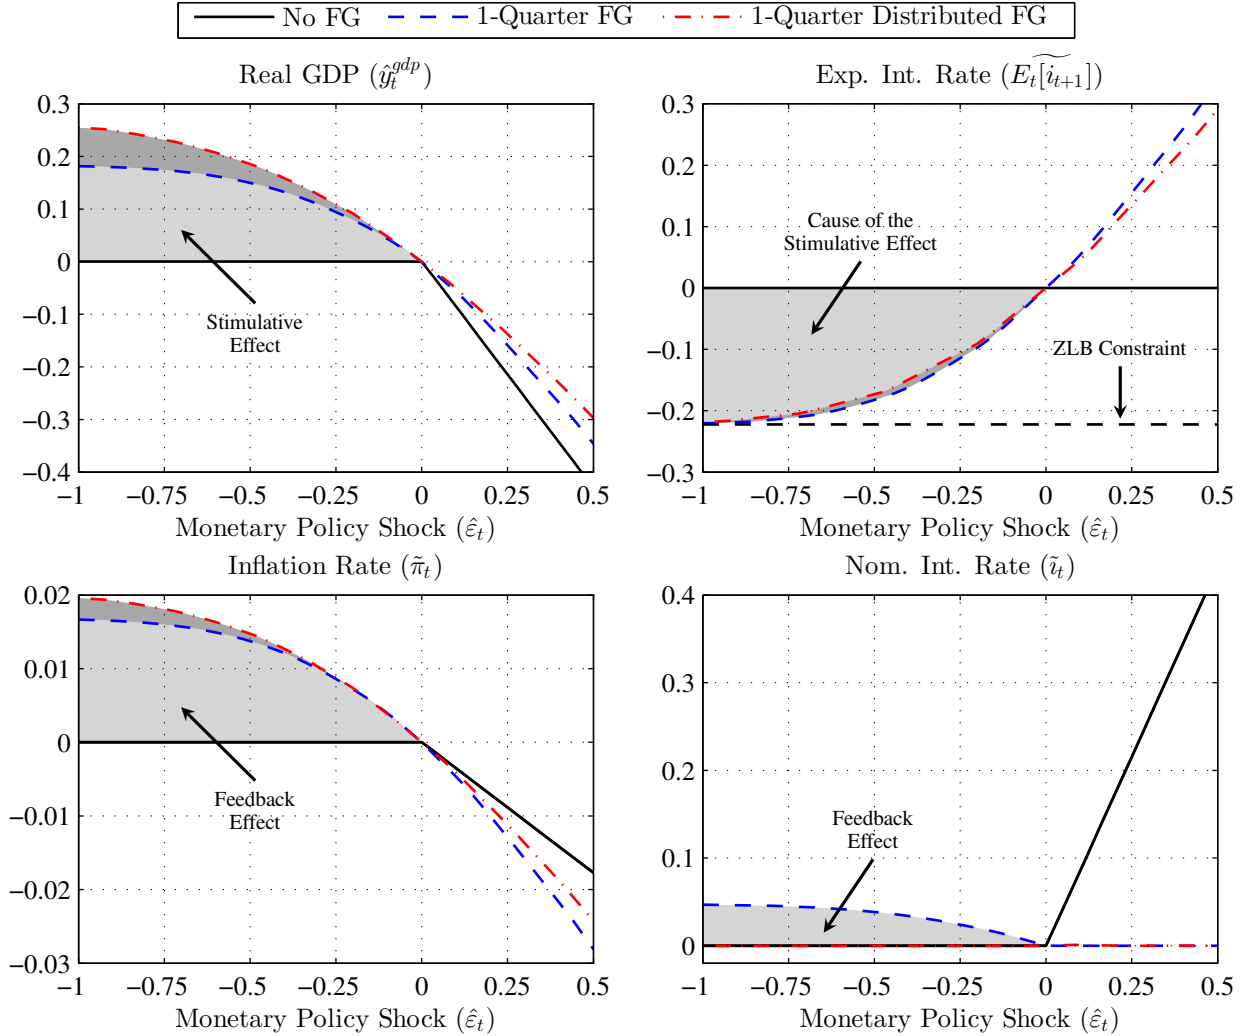 No FG 1-Quarter FG 1-Quarter Distributed FG
Real GDP (ŷ_t^{gdp})
0.3
0.2
0.1
0
−0.1
−0.2
−0.3
−0.4
Stimulative
Effect
−1 −0.75 −0.5 −0.25 0 0.25 0.5
Monetary Policy Shock (ε̂_t)
Exp. Int. Rate (\widetilde{E_t[i_{t+1}]})
0.3
0.2
0.1
0
−0.1
−0.2
−0.3
Cause of the
Stimulative Effect
ZLB Constraint
−1 −0.75 −0.5 −0.25 0 0.25 0.5
Monetary Policy Shock (ε̂_t)
Inflation Rate (π̃_t)
0.02
0.01
0
−0.01
−0.02
−0.03
Feedback
Effect
−1 −0.75 −0.5 −0.25 0 0.25 0.5
Monetary Policy Shock (ε̂_t)
Nom. Int. Rate (ĩ_t)
0.4
0.3
0.2
0.1
0
Feedback
Effect
−1 −0.75 −0.5 −0.25 0 0.25 0.5
Monetary Policy Shock (ε̂_t)